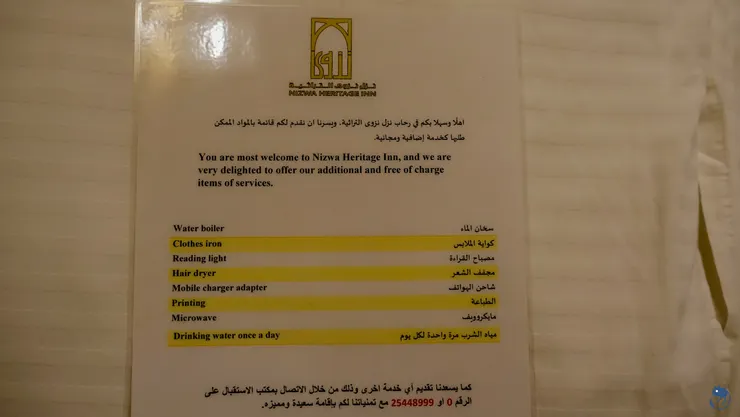 نزوى
نزل نزوى التراثية
NIZWA HERITAGE INN
اهلًا وسهلا بكم في رحاب نزل نزوى التراثية، ويسرنا ان نقدم لكم قائمة بالمواد الممكن
طلبها كخدمة إضافية ومجانية.
You are most welcome to Nizwa Heritage Inn, and we are
very delighted to offer our additional and free of charge
items of services.
Water boiler سخان الماء
Clothes iron كواية الملابس
Reading light مصباح القراءة
Hair dryer مجفف الشعر
Mobile charger adapter شاحن الهواتف
Printing الطباعة
Microwave مايكروويف
Drinking water once a day مياه الشرب مرة واحدة لكل يوم
كما يسعدنا تقديم أي خدمة اخرى وذلك من خلال الاتصال بمكتب الاستقبال على
الرقم 0 او 25448999 مع تمنياتنا لكم بإقامة سعيدة ومميزه.